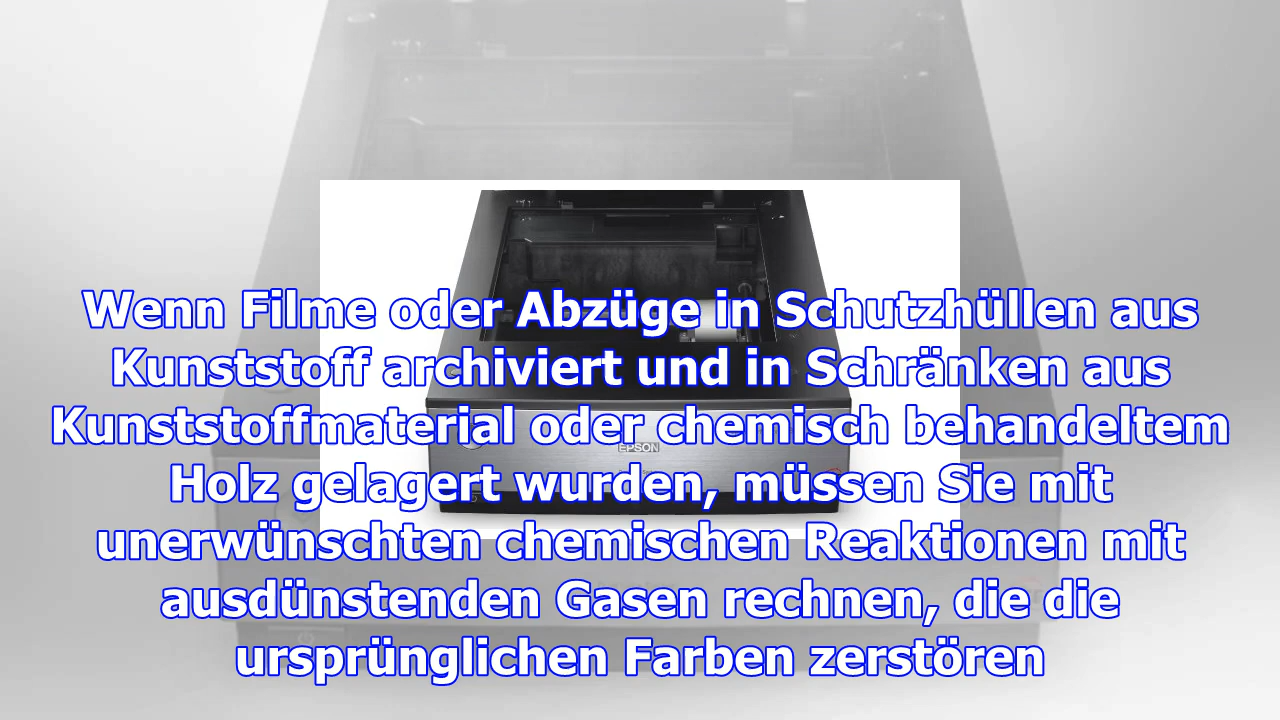 Wenn Filme oder Abzüge in Schutzhüllen aus
Kunststoff archiviert und in Schränken aus
Kunststoffmaterial oder chemisch behandeltem
EPSON
Holz gelagert wurden, müssen Sie mit
unerwünschten chemischen Reaktionen mit
ausdünstenden Gasen rechnen, die die
ursprünglichen Farben zerstören